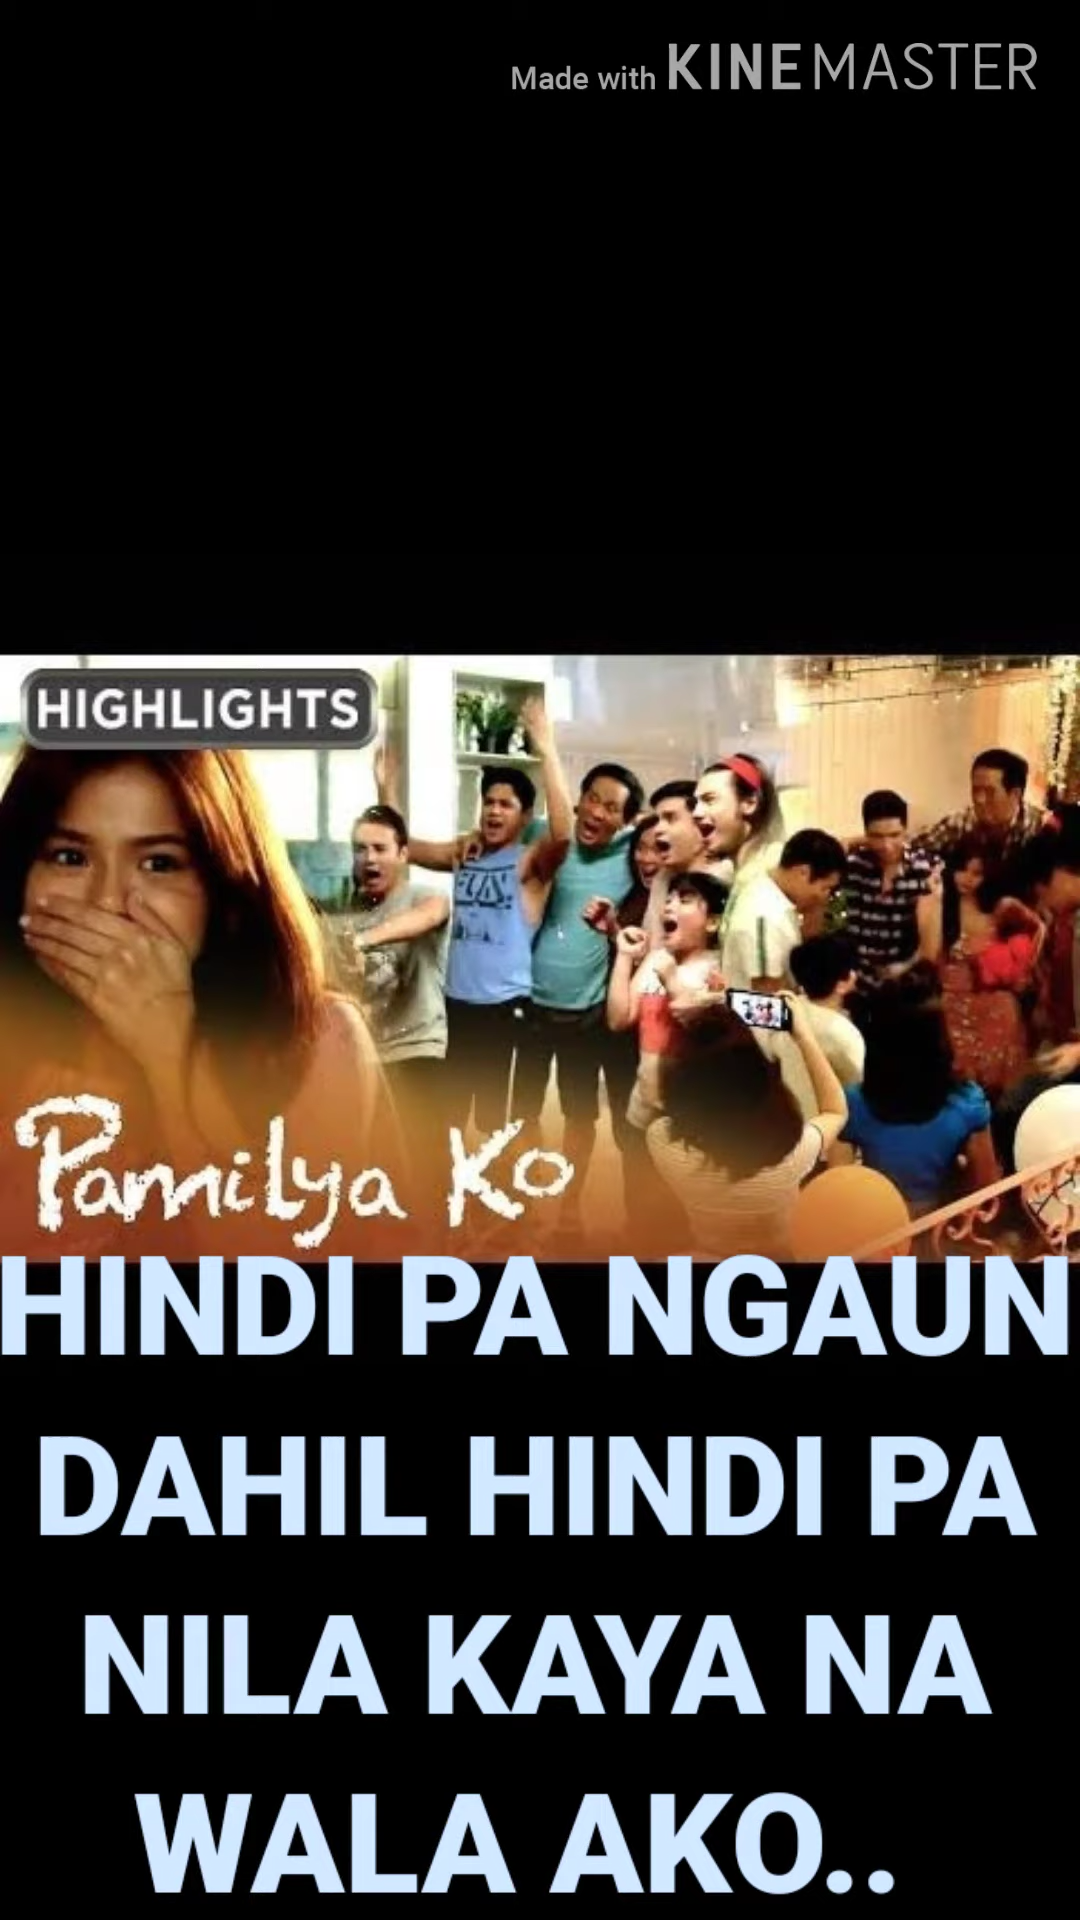 Made with KINEMASTER
HIGHLIGHTS
Pamilya Ko
HINDI PA NGAUN
DAHIL HINDI PA
NILA KAYA NA
WALA AKO..